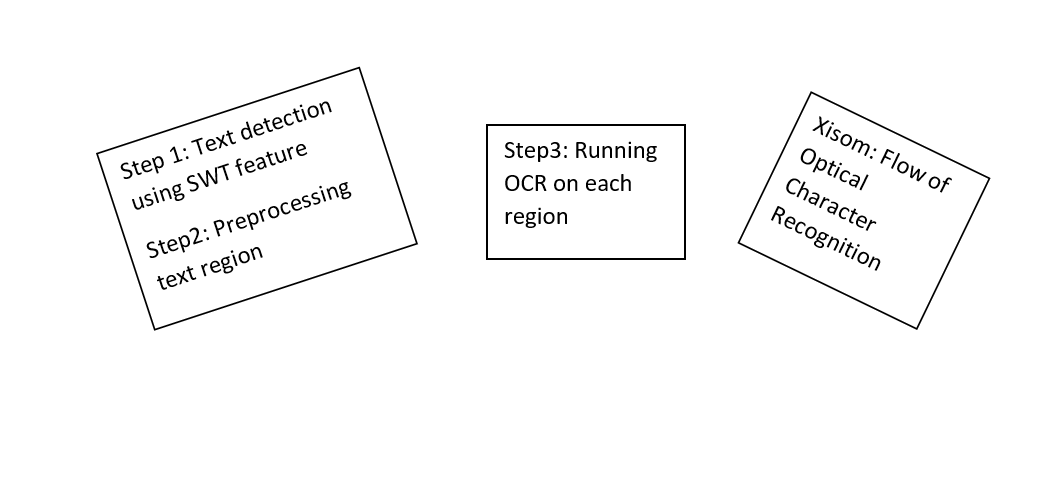 Step 1: Text detection
using SWT feature
Step2: Preprocessing
text region
Step3: Running
OCR on each
region
Xisom: Flow of
Optical
Character
Recognition